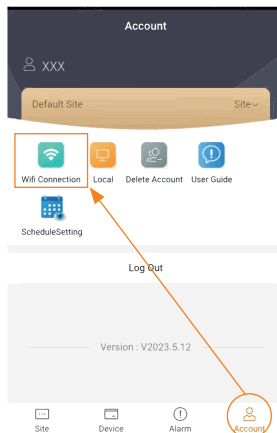 Account
XXX
Default Site Site
Wifi Connection Local Delete Account User Guide
ScheduleSetting
Log Out
Version : V2023.5.12
Site Device Alarm Account